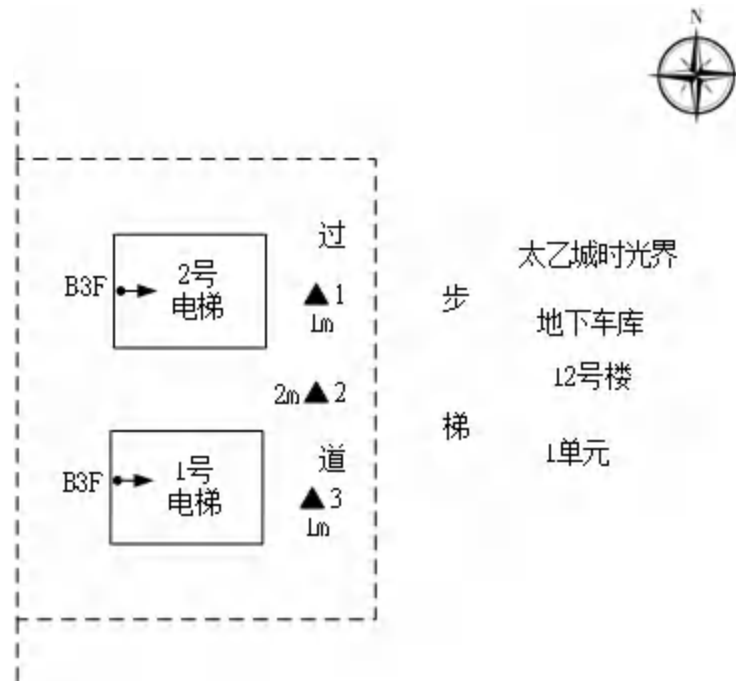 N
过
道
2号
电梯
B3F
▲1
1m
2m▲2
1号
电梯
B3F
▲3
1m
步
梯
太乙城时光界
地下车库
12号楼
1单元